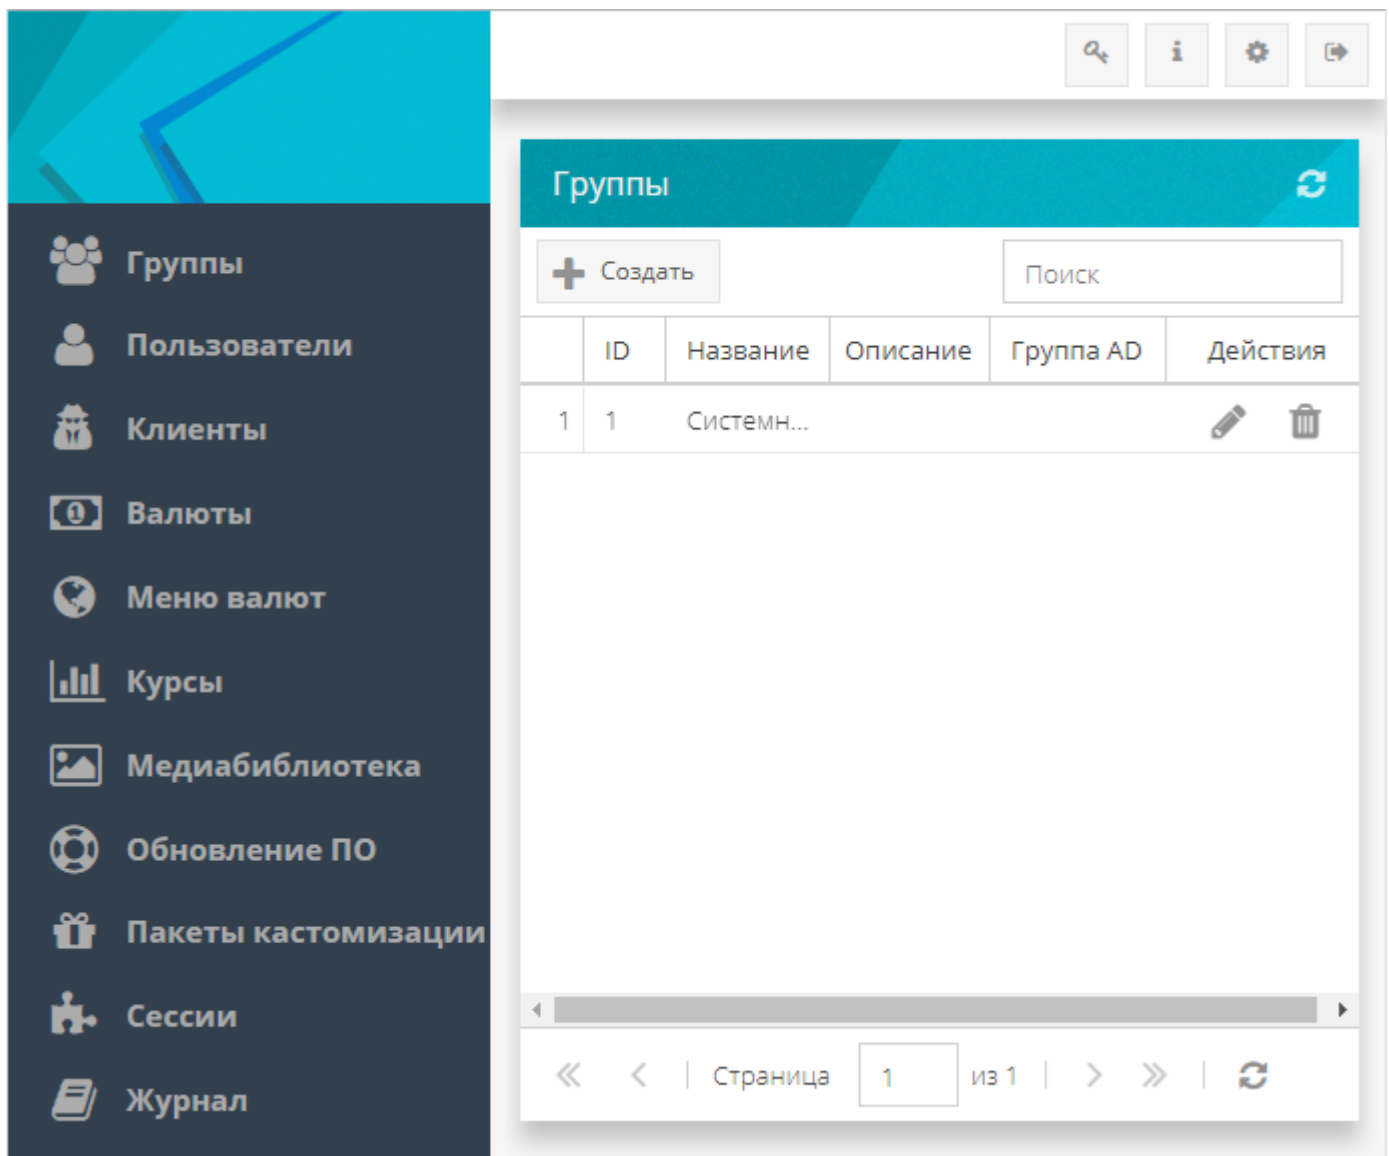 Группы
Пользователи
Клиенты
Валюты
Меню валют
Курсы
Медиабиблиотека
Обновление ПО
Пакеты кастомизации
Сессии
Журнал
Группы
Создать
Поиск
ID Название Описание Группа AD Действия
1 1 Системн...
Страница 1 из 1